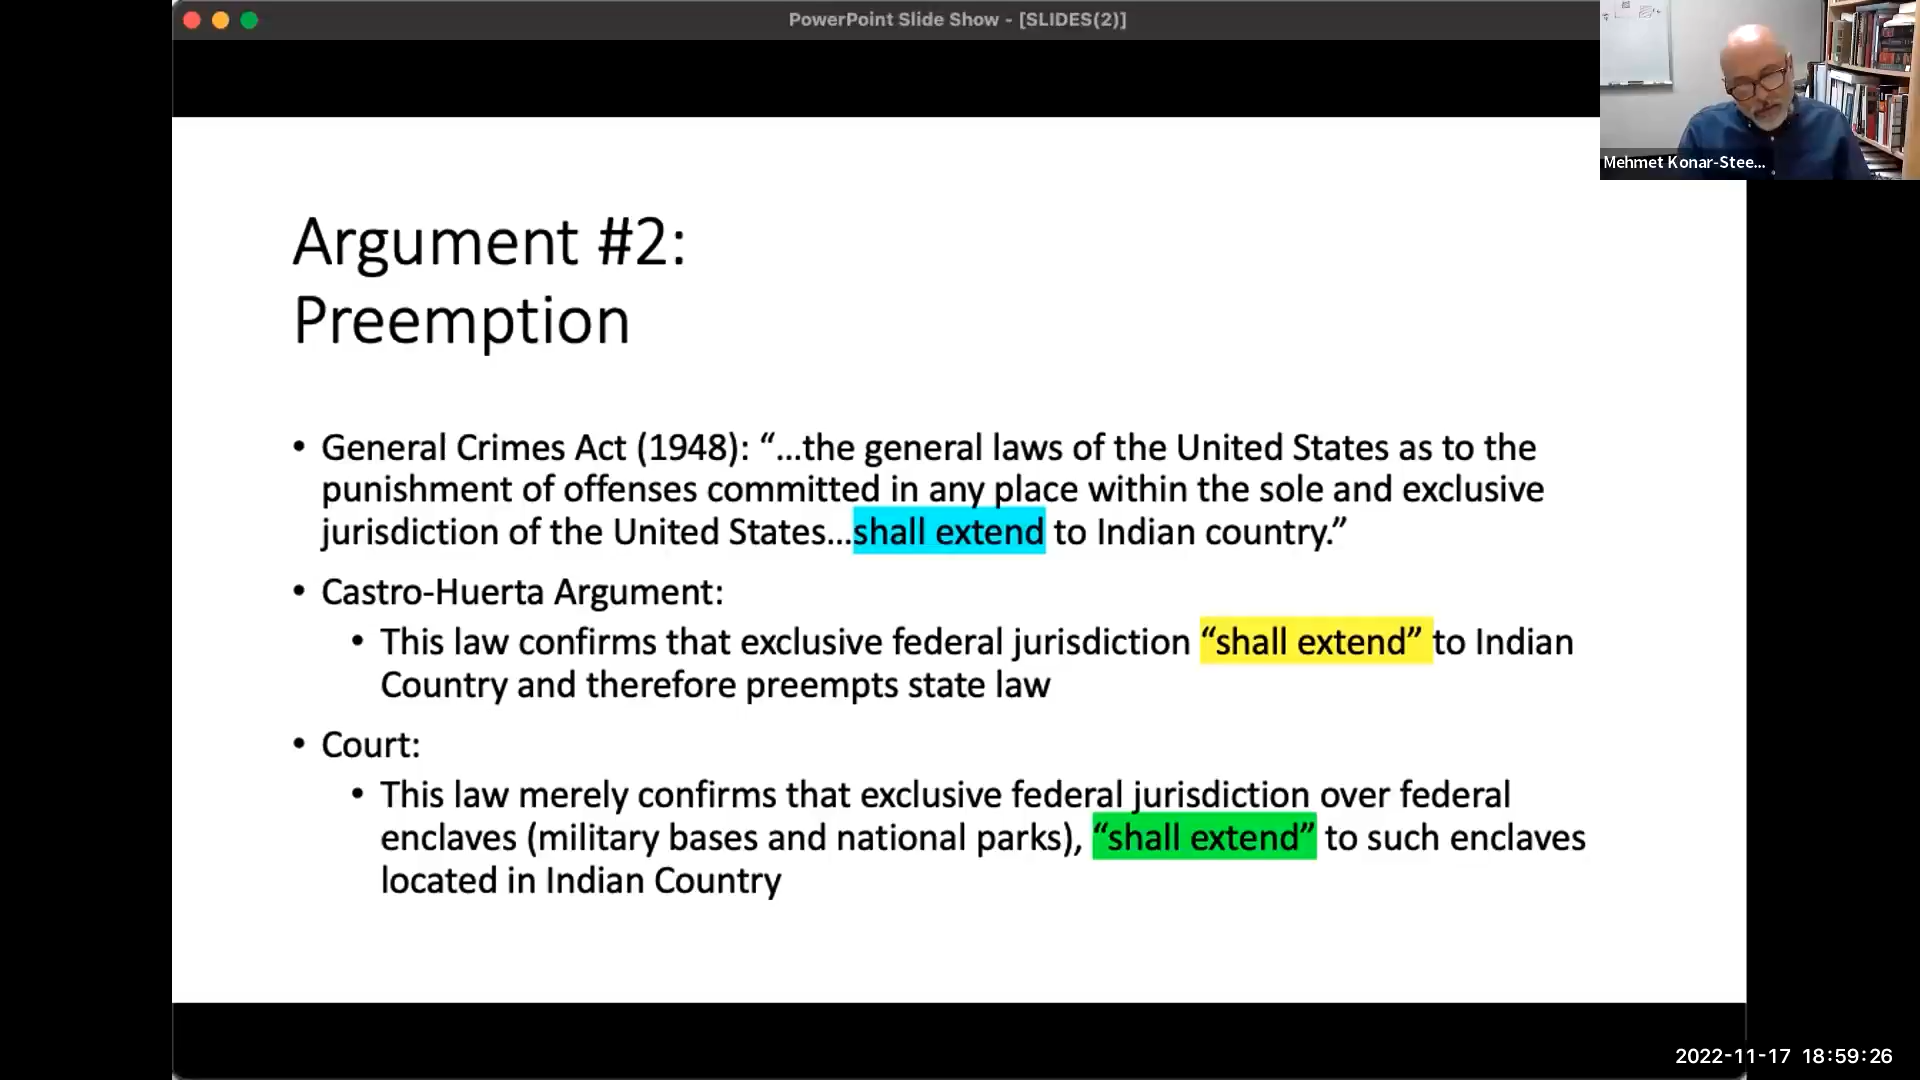 PowerPoint Slide Show - [SLIDES(2)]
Mehmet Konar-Stee...
Argument #2:
Preemption
• General Crimes Act (1948): “...the general laws of the United States as to the
punishment of offenses committed in any place within the sole and exclusive
jurisdiction of the United States...shall extend to Indian country.”
• Castro-Huerta Argument:
• This law confirms that exclusive federal jurisdiction “shall extend” to Indian
Country and therefore preempts state law
• Court:
• This law merely confirms that exclusive federal jurisdiction over federal
enclaves (military bases and national parks), “shall extend” to such enclaves
located in Indian Country
2022-11-17 18:59:26